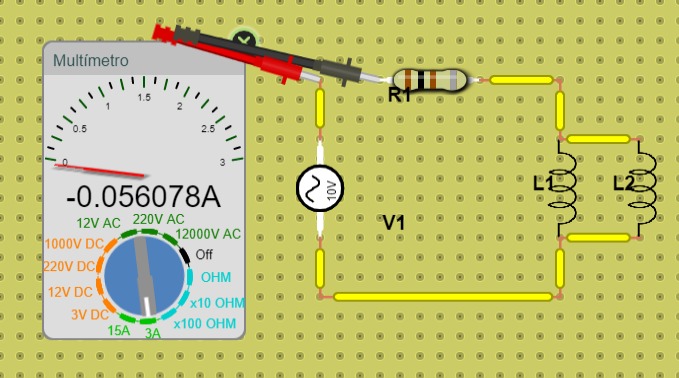 Multímetro
0
0.5
1
1.5
2
2.5
3
-0.056078A
12V AC
220V AC
12000V AC
1000V DC
Off
220V DC
OHM
12V DC
x10 OHM
3V DC
x100 OHM
15A
3A
R1
10V
V1
L1
L2